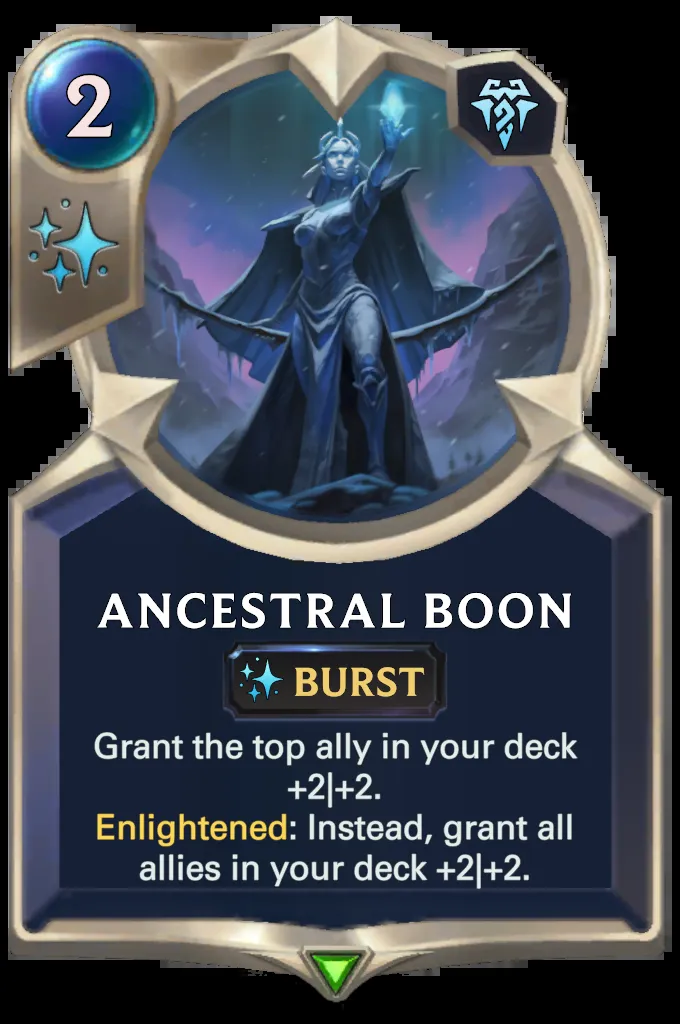 2
ANCESTRAL BOON
BURST
Grant the top ally in your deck
+2|+2.
Enlightened: Instead, grant all
allies in your deck +2|+2.